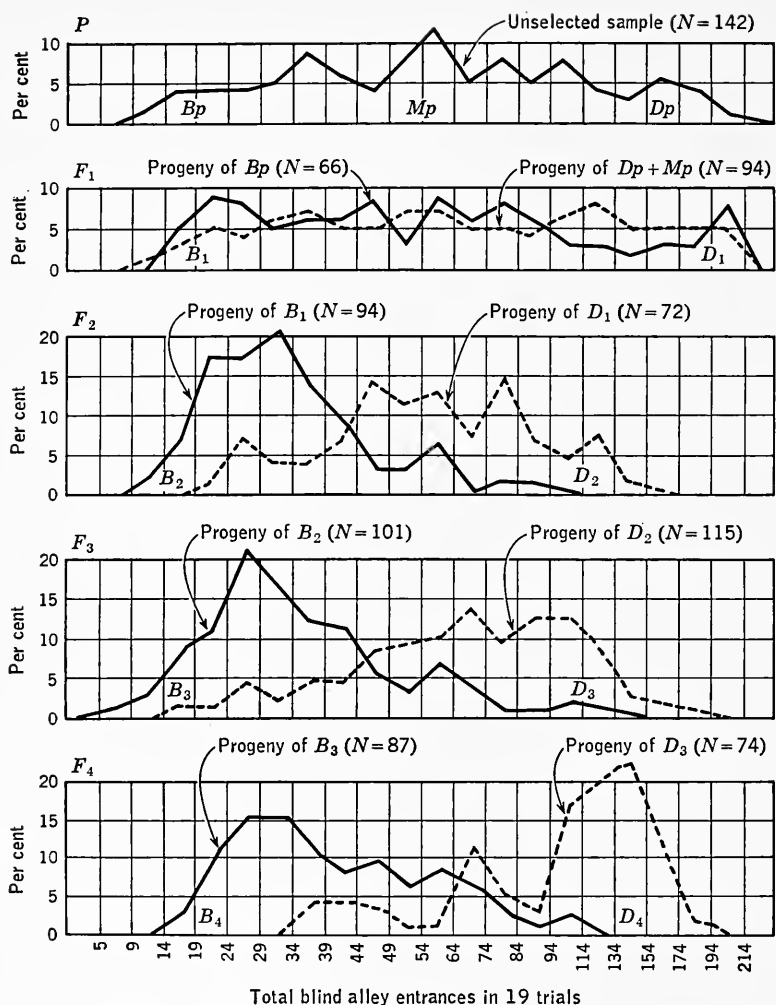 P
Unselected sample (N = 142)
Per cent
10
5
0
Bp
Mp
Dp
F1
Progeny of Bp (N = 66)
Progeny of Dp + Mp (N = 94)
Per cent
10
5
0
B1
D1
F2
Progeny of B1 (N = 94)
Progeny of D1 (N = 72)
Per cent
20
15
10
5
0
B2
D2
F3
Progeny of B2 (N = 101)
Progeny of D2 (N = 115)
Per cent
20
15
10
5
0
B3
D3
F4
Progeny of B3 (N = 87)
Progeny of D3 (N = 74)
Per cent
20
15
10
5
0
B4
D4
5 9 14 19 24 29 34 39 44 49 54 64 74 84 94 114 134 154 174 194 214
Total blind alley entrances in 19 trials